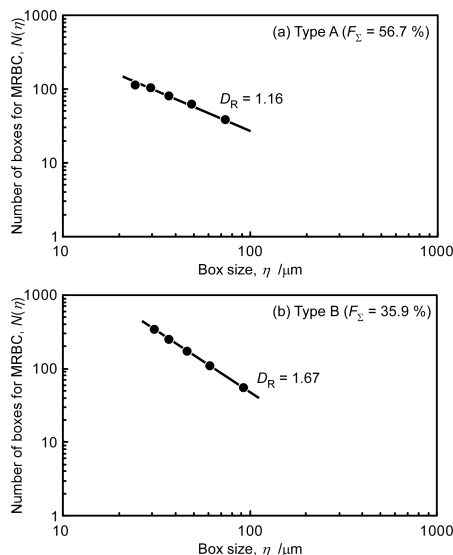 1000
(a) Type A (F_Σ = 56.7 %)
100
D_R = 1.16
10
1
10
100
1000
Number of boxes for MRBC, N(η)
Box size, η /μm
1000
(b) Type B (F_Σ = 35.9 %)
100
D_R = 1.67
10
1
10
100
1000
Number of boxes for MRBC, N(η)
Box size, η /μm